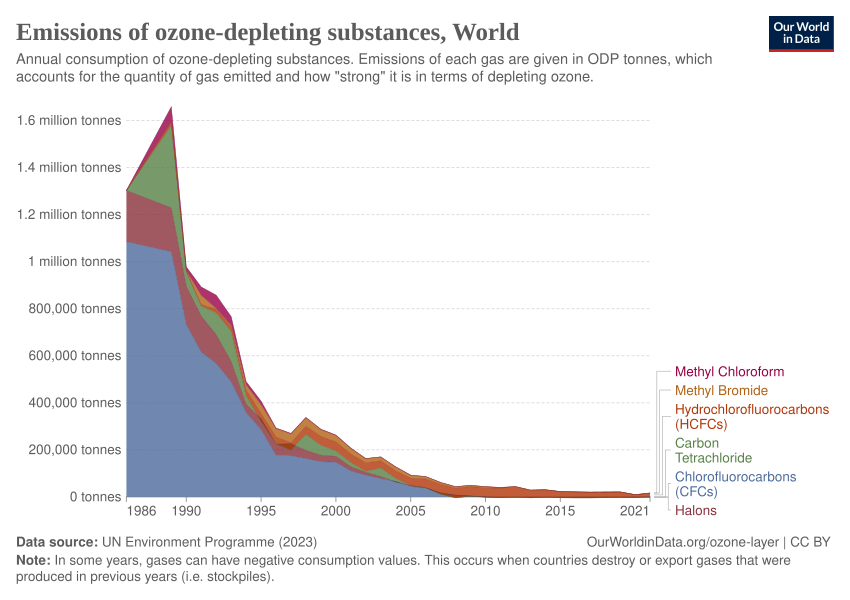 Emissions of ozone-depleting substances, World
Our World
in Data
Annual consumption of ozone-depleting substances. Emissions of each gas are given in ODP tonnes, which
accounts for the quantity of gas emitted and how "strong" it is in terms of depleting ozone.
1.6 million tonnes
1.4 million tonnes
1.2 million tonnes
1 million tonnes
800,000 tonnes
600,000 tonnes
400,000 tonnes
200,000 tonnes
0 tonnes
1986 1990 1995 2000 2005 2010 2015 2021
Methyl Chloroform
Methyl Bromide
Hydrochlorofluorocarbons
(HCFCs)
Carbon
Tetrachloride
Chlorofluorocarbons
(CFCs)
Halons
Data source: UN Environment Programme (2023)
OurWorldinData.org/ozone-layer | CC BY
Note: In some years, gases can have negative consumption values. This occurs when countries destroy or export gases that were
produced in previous years (i.e. stockpiles).